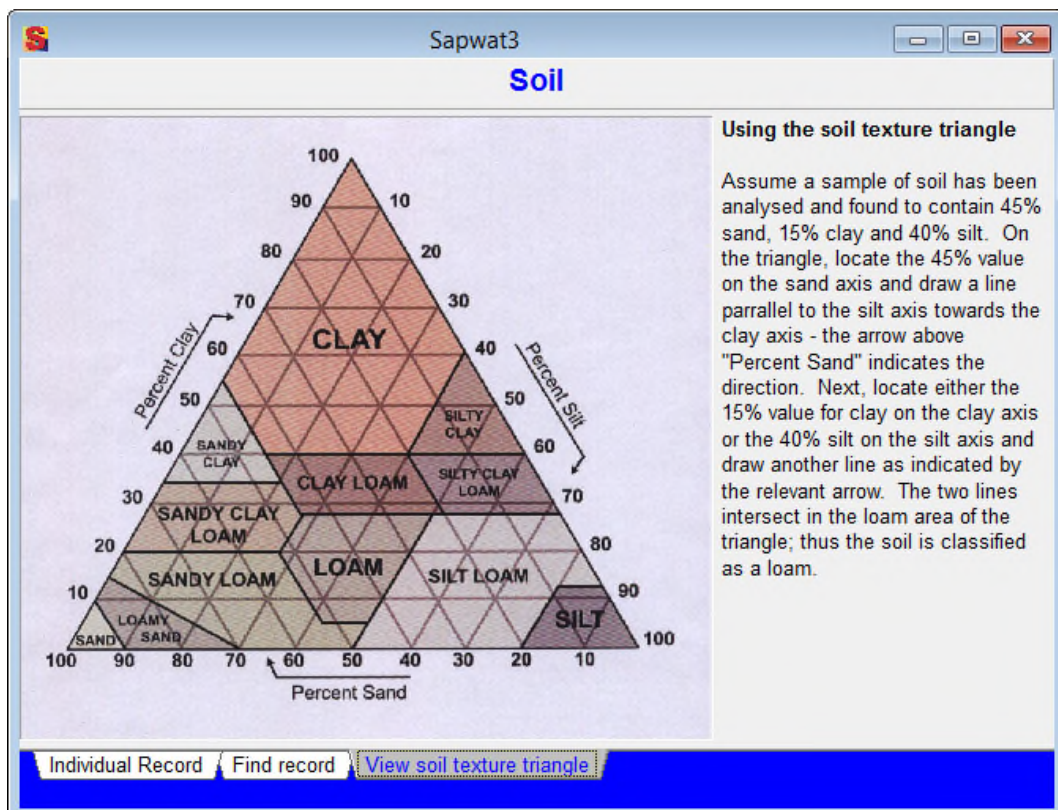 Sapwat3
Soil
Using the soil texture triangle
Assume a sample of soil has been
analysed and found to contain 45%
sand, 15% clay and 40% silt. On
the triangle, locate the 45% value
on the sand axis and draw a line
parrallel to the silt axis towards the
clay axis - the arrow above
"Percent Sand" indicates the
direction. Next, locate either the
15% value for clay on the clay axis
or the 40% silt on the silt axis and
draw another line as indicated by
the relevant arrow. The two lines
intersect in the loam area of the
triangle; thus the soil is classified
as a loam.
100
90 10
80 20
70 30
60 40
50 50
40 60
30 70
20 80
10 90
100
Percent Clay
Percent Silt
CLAY
SILTY
CLAY
SANDY
CLAY
CLAY LOAM
SILTY CLAY
LOAM
SANDY CLAY
LOAM
LOAM
SANDY LOAM
SILT LOAM
LOAMY
SAND
SAND
SILT
100 90 80 70 60 50 40 30 20 10
Percent Sand
Individual Record Find record View soil texture triangle